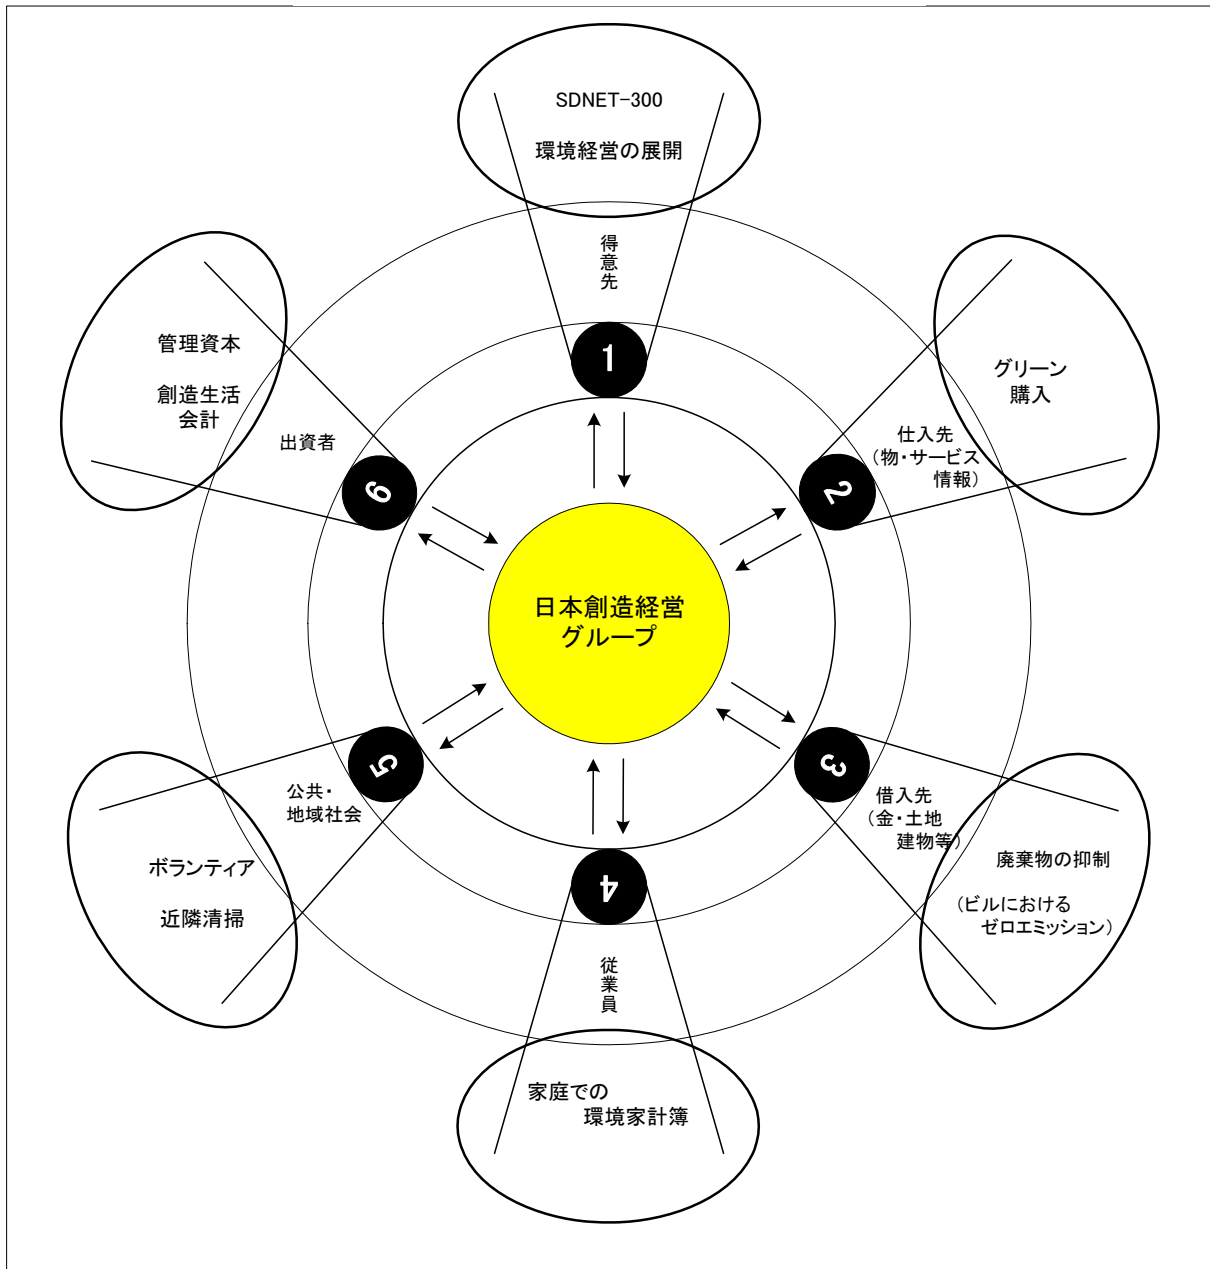 SDNET-300
環境経営の展開
得意先
1
グリーン
購入
仕入先
(物・サービス
情報)
2
管理資本
創造生活
会計
出資者
6
日本創造経営
グループ
3
借入先
(金・土地
建物等)
廃棄物の抑制
(ビルにおける
ゼロエミッション)
4
従業員
家庭での
環境家計簿
5
公共・
地域社会
ボランティア
近隣清掃